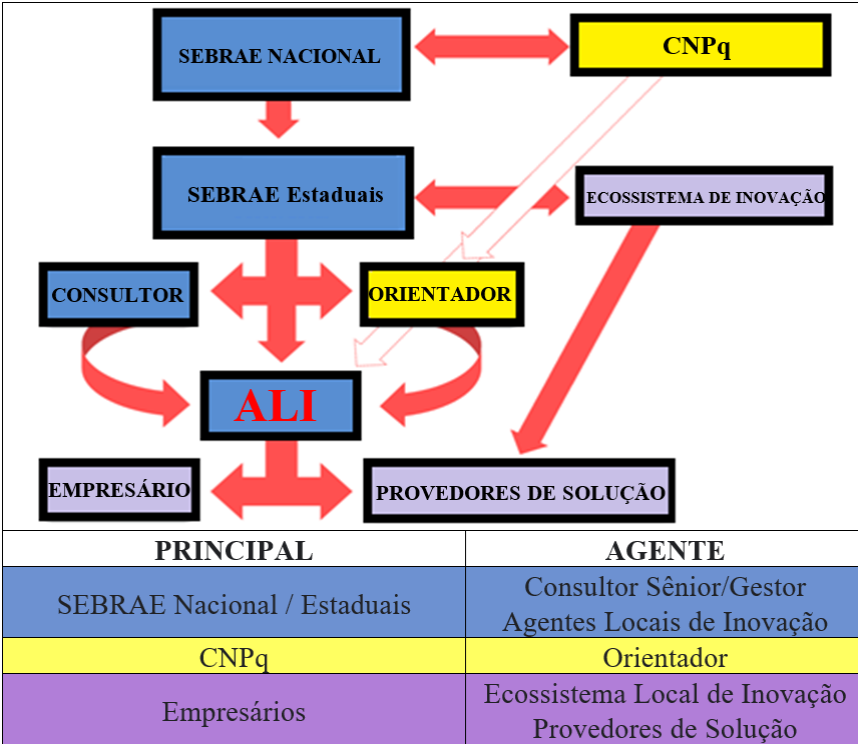 SEBRAE NACIONAL
CNPq
SEBRAE Estaduais
ECOSSISTEMA DE INOVAÇÃO
CONSULTOR
ORIENTADOR
ALI
EMPRESÁRIO
PROVEDORES DE SOLUÇÃO
PRINCIPAL
AGENTE
SEBRAE Nacional / Estaduais
Consultor Sênior/Gestor
Agentes Locais de Inovação
CNPq
Orientador
Empresários
Ecossistema Local de Inovação
Provedores de Solução